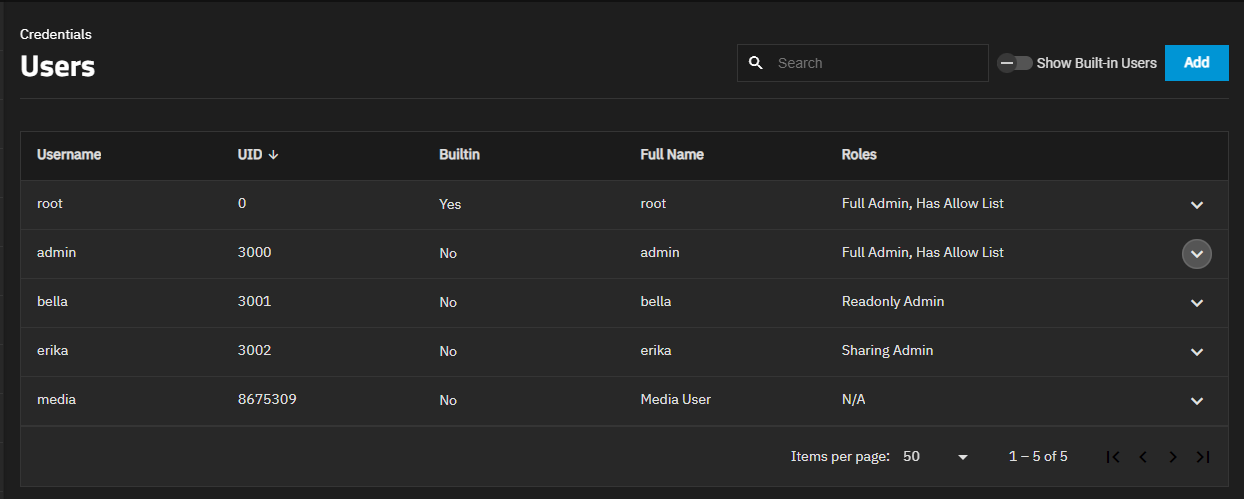 Credentials
Users
Search
Show Built-in Users
Add
Username UID Builtin Full Name Roles
root 0 Yes root Full Admin, Has Allow List
admin 3000 No admin Full Admin, Has Allow List
bella 3001 No bella Readonly Admin
erika 3002 No erika Sharing Admin
media 8675309 No Media User N/A
Items per page: 50 1 – 5 of 5